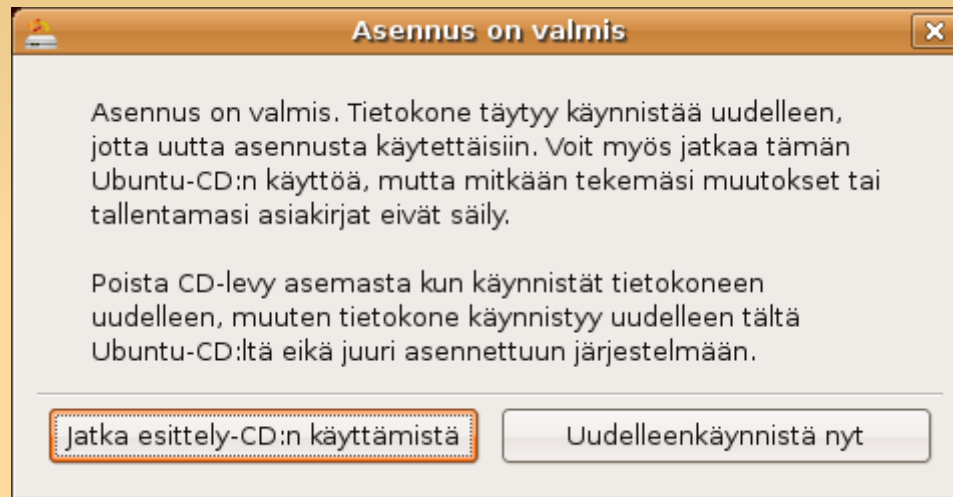 Asennus on valmis
Asennus on valmis. Tietokone täytyy käynnistää uudelleen,
jotta uutta asennusta käytettäisiin. Voit myös jatkaa tämän
Ubuntu-CD:n käyttöä, mutta mitkään tekemäsi muutokset tai
tallentamasi asiakirjat eivät säily.
Poista CD-levy asemasta kun käynnistät tietokoneen
uudelleen, muuten tietokone käynnistyy uudelleen tältä
Ubuntu-CD:ltä eikä juuri asennettuun järjestelmään.
Jatka esittely-CD:n käyttämistä
Uudelleenkäynnistä nyt